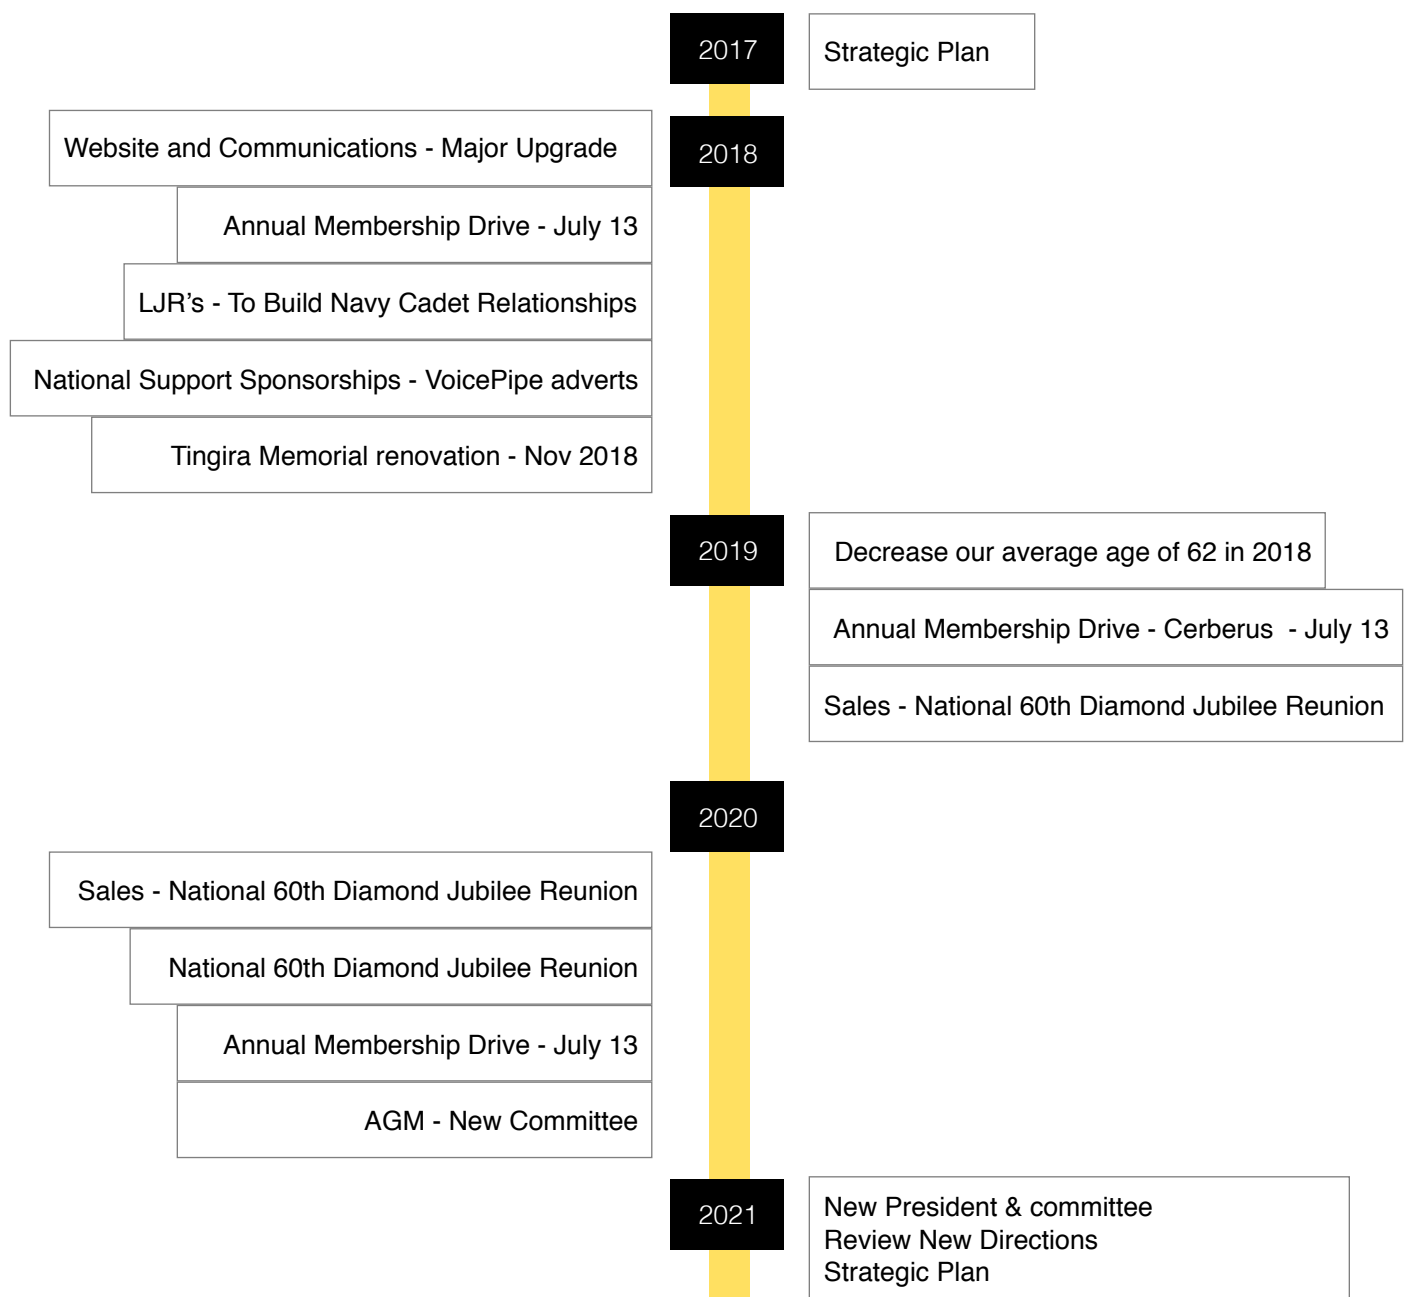 2017
Strategic Plan
2018
Website and Communications - Major Upgrade
Annual Membership Drive - July 13
LJR’s - To Build Navy Cadet Relationships
National Support Sponsorships - VoicePipe adverts
Tingira Memorial renovation - Nov 2018
2019
Decrease our average age of 62 in 2018
Annual Membership Drive - Cerberus  - July 13
Sales - National 60th Diamond Jubilee Reunion
2020
Sales - National 60th Diamond Jubilee Reunion
National 60th Diamond Jubilee Reunion
Annual Membership Drive - July 13
AGM - New Committee
2021
New President & committee
Review New Directions
Strategic Plan